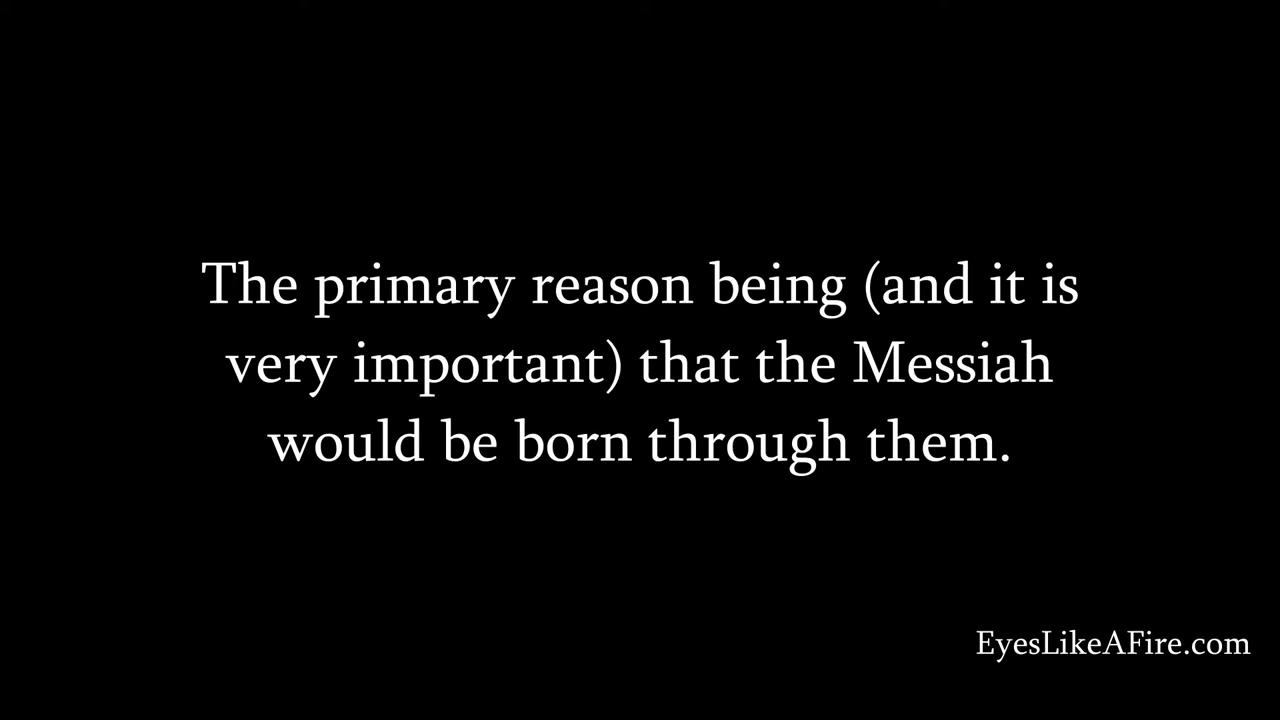 The primary reason being (and it is
very important) that the Messiah
would be born through them.
EyesLikeAFire.com